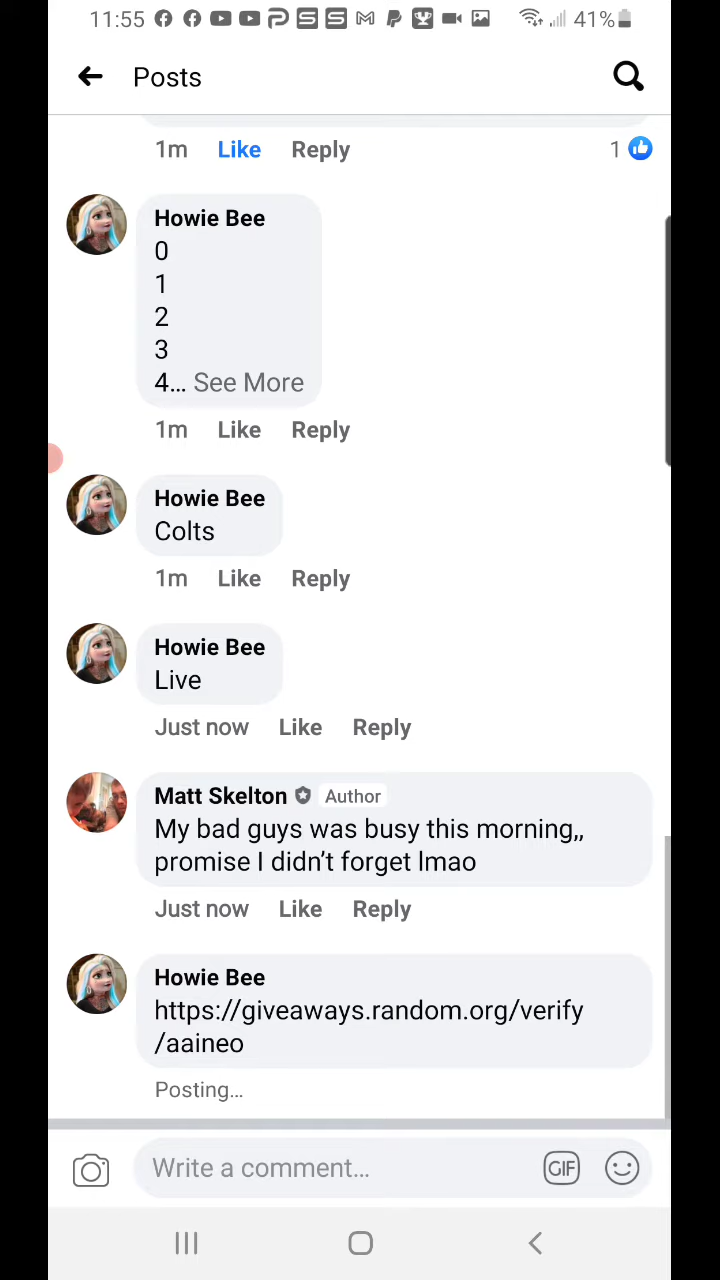 11:55 41%
Posts
1m Like Reply 1
Howie Bee
0
1
2
3
4... See More
1m Like Reply
Howie Bee
Colts
1m Like Reply
Howie Bee
Live
Just now Like Reply
Matt Skelton Author
My bad guys was busy this morning,,
promise I didn’t forget lmao
Just now Like Reply
Howie Bee
https://giveaways.random.org/verify
/aaineo
Posting...
Write a comment... GIF